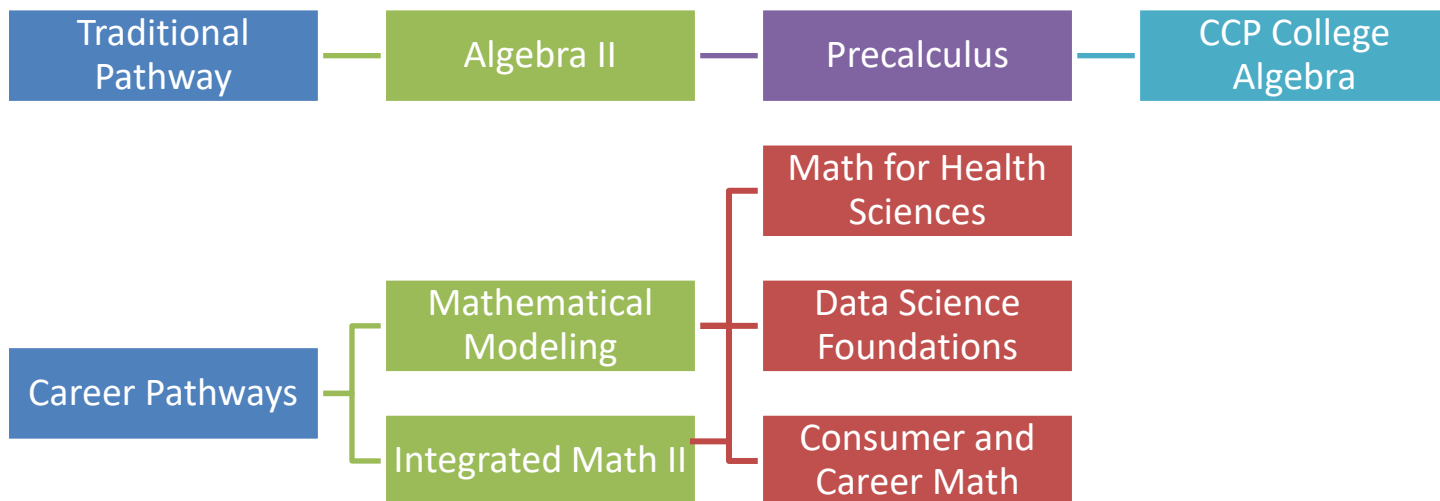 Traditional
Pathway
Algebra II
Precalculus
CCP College
Algebra
Math for Health
Sciences
Mathematical
Modeling
Data Science
Foundations
Career Pathways
Integrated Math II
Consumer and
Career Math